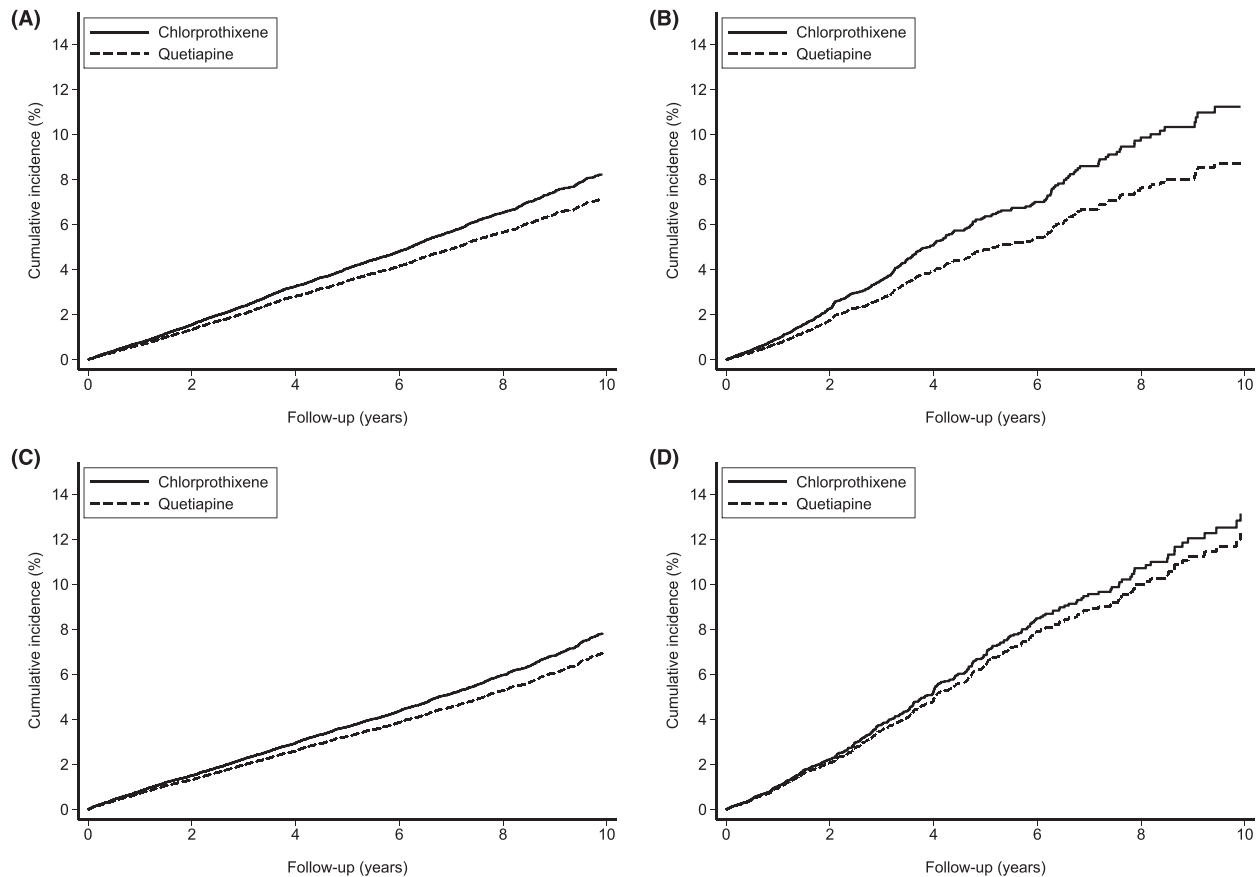 (A)
Chlorprothixene
Quetiapine
14
12
10
8
6
4
2
0
Cumulative incidence (%)
0 2 4 6 8 10
Follow-up (years)
(B)
Chlorprothixene
Quetiapine
14
12
10
8
6
4
2
0
Cumulative incidence (%)
0 2 4 6 8 10
Follow-up (years)
(C)
Chlorprothixene
Quetiapine
14
12
10
8
6
4
2
0
Cumulative incidence (%)
0 2 4 6 8 10
Follow-up (years)
(D)
Chlorprothixene
Quetiapine
14
12
10
8
6
4
2
0
Cumulative incidence (%)
0 2 4 6 8 10
Follow-up (years)